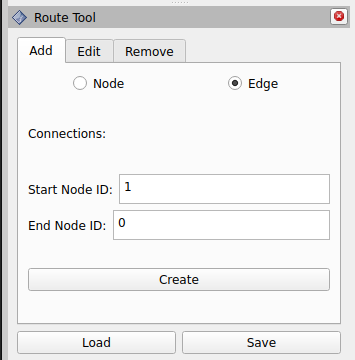 Route Tool
Add Edit Remove
Node Edge
Connections:
Start Node ID: 1
End Node ID: 0
Create
Load Save